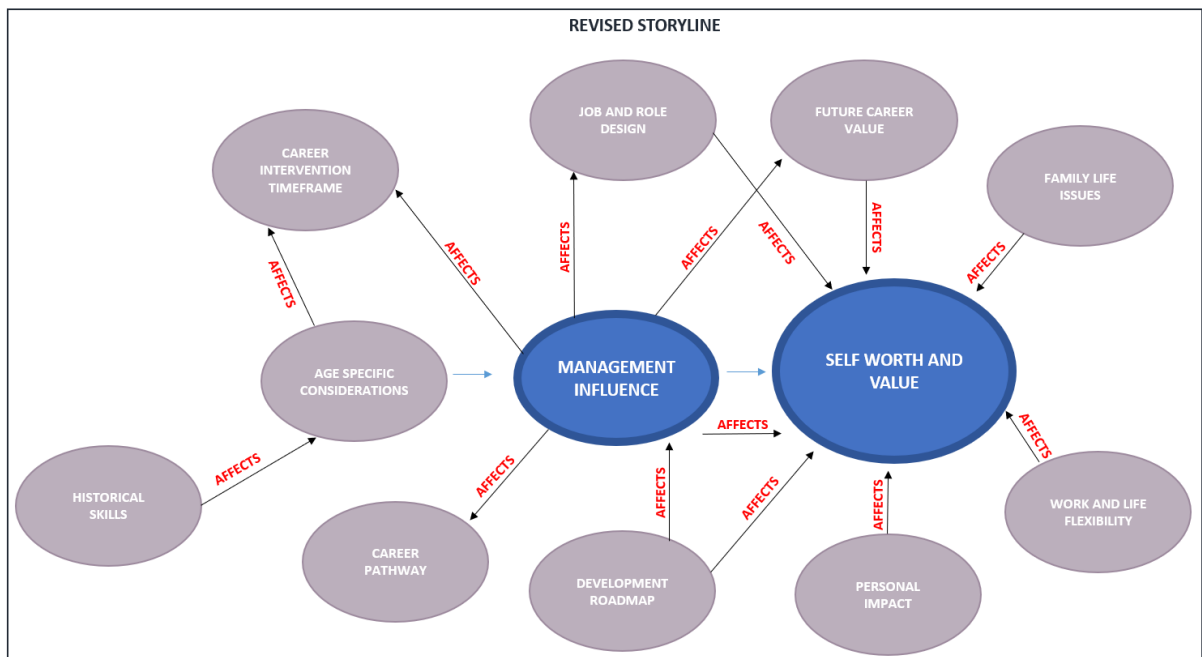 REVISED STORYLINE
JOB AND ROLE
DESIGN
FUTURE CAREER
VALUE
CAREER
INTERVENTION
TIMEFRAME
FAMILY LIFE
ISSUES
AFFECTS
AFFECTS
AFFECTS
AFFECTS
AFFECTS
AFFECTS
AFFECTS
AGE SPECIFIC
CONSIDERATIONS
MANAGEMENT
INFLUENCE
SELF WORTH AND
VALUE
AFFECTS
AFFECTS
AFFECTS
AFFECTS
AFFECTS
AFFECTS
AFFECTS
HISTORICAL
SKILLS
CAREER
PATHWAY
DEVELOPMENT
ROADMAP
PERSONAL
IMPACT
WORK AND LIFE
FLEXIBILITY